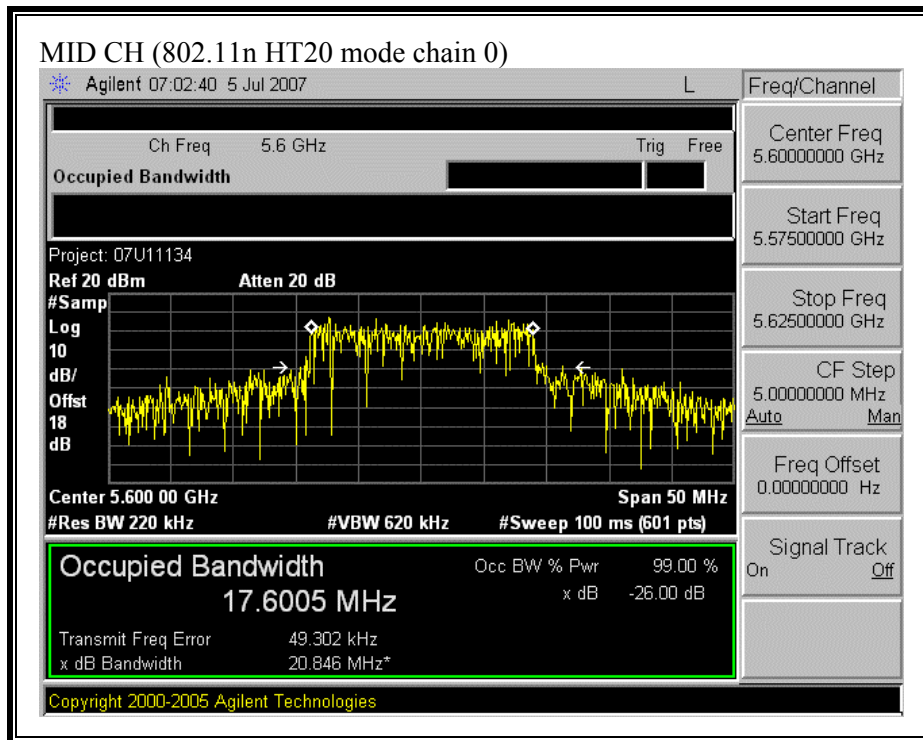 MID CH (802.11n HT20 mode chain 0)
Agilent 07:02:40 5 Jul 2007 L
Freq/Channel
Ch Freq 5.6 GHz Trig Free
Occupied Bandwidth
Center Freq
5.60000000 GHz
Start Freq
5.57500000 GHz
Stop Freq
5.62500000 GHz
CF Step
5.00000000 MHz
Auto Man
Freq Offset
0.00000000 Hz
Signal Track
On Off
Project: 07U11134
Ref 20 dBm Atten 20 dB
#Samp
Log
10
dB/
Offst
18
dB
Center 5.600 00 GHz Span 50 MHz
#Res BW 220 kHz #VBW 620 kHz #Sweep 100 ms (601 pts)
Occupied Bandwidth
17.6005 MHz
Occ BW % Pwr 99.00 %
x dB -26.00 dB
Transmit Freq Error 49.302 kHz
x dB Bandwidth 20.846 MHz*
Copyright 2000-2005 Agilent Technologies